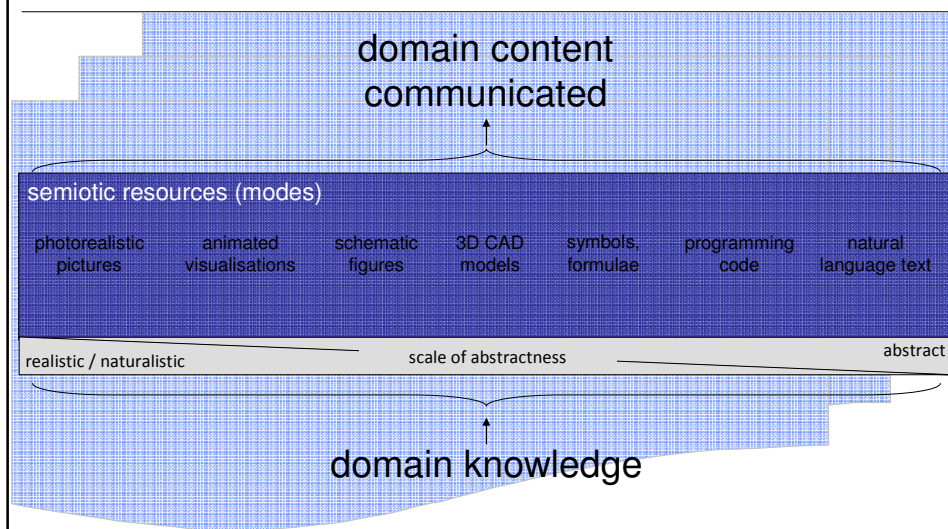 domain content
communicated
semiotic resources (modes)
photorealistic
pictures
animated
visualisations
schematic
figures
3D CAD
models
symbols,
formulae
programming
code
natural
language text
realistic / naturalistic
scale of abstractness
abstract
domain knowledge